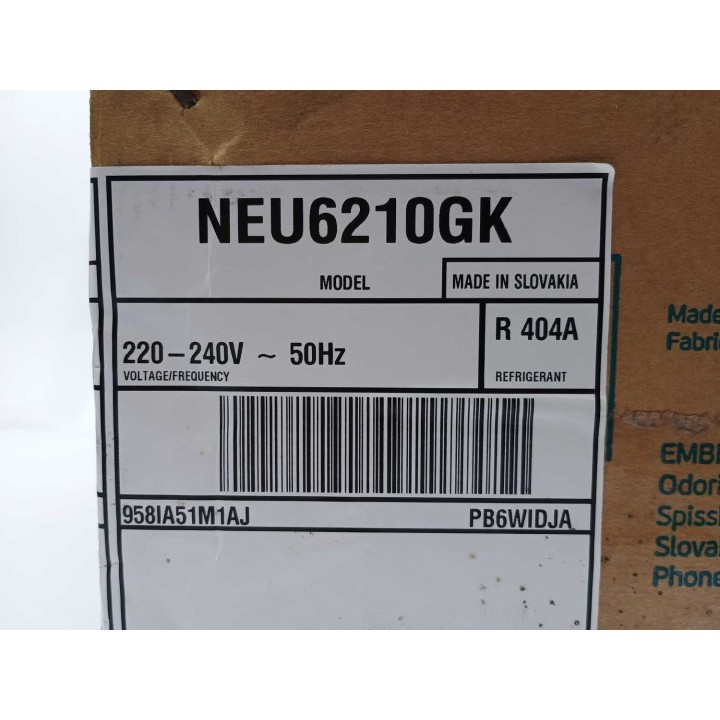 NEU6210GK
MODEL
MADE IN SLOVAKIA
220-240V ~ 50Hz
VOLTAGE/FREQUENCY
R 404A
REFRIGERANT
958IA51M1AJ
PB6WIDJA
Made
Fabri
EMB
Odori
Spiss
Slova
Phone